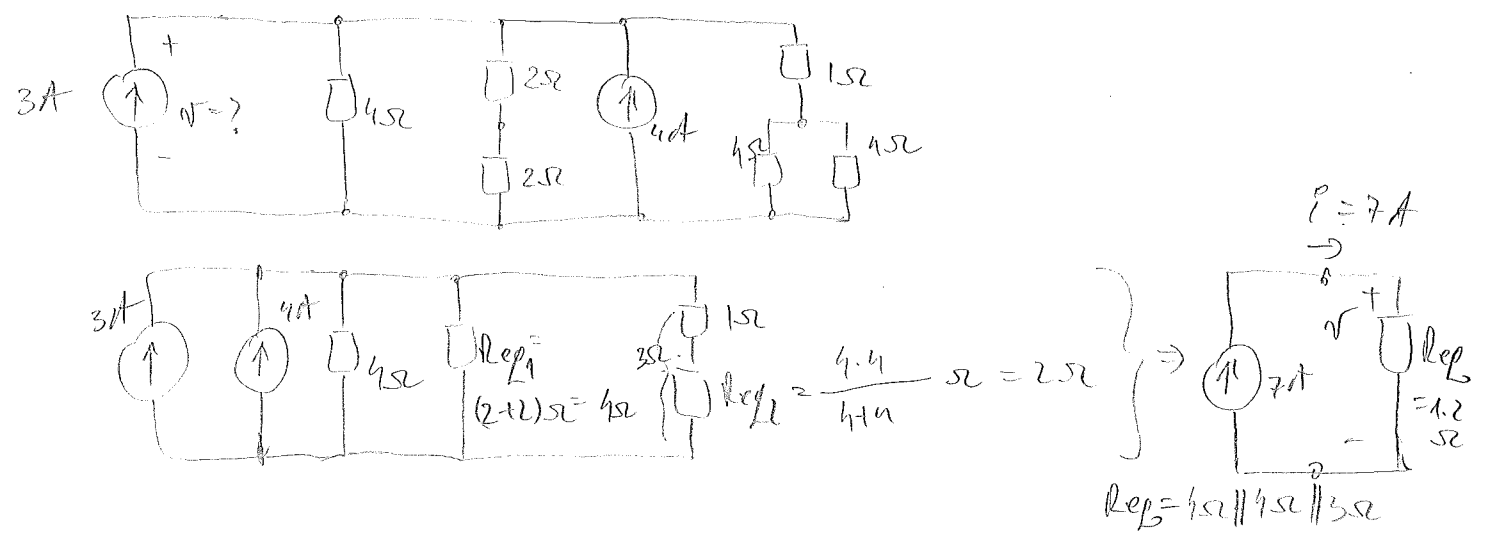 3A
+
v=?
-
4Ω
2Ω
2Ω
4A
1Ω
4Ω
4Ω
3A
4A
4Ω
Req1=
(2+2)Ω=4Ω
1Ω
3Ω
Req2 = 4.4 / 4+4 Ω = 2Ω
} ⇒
i = 7A
→
7A
+
v
-
Req
=1.2
Ω
Req=4Ω||4Ω||3Ω